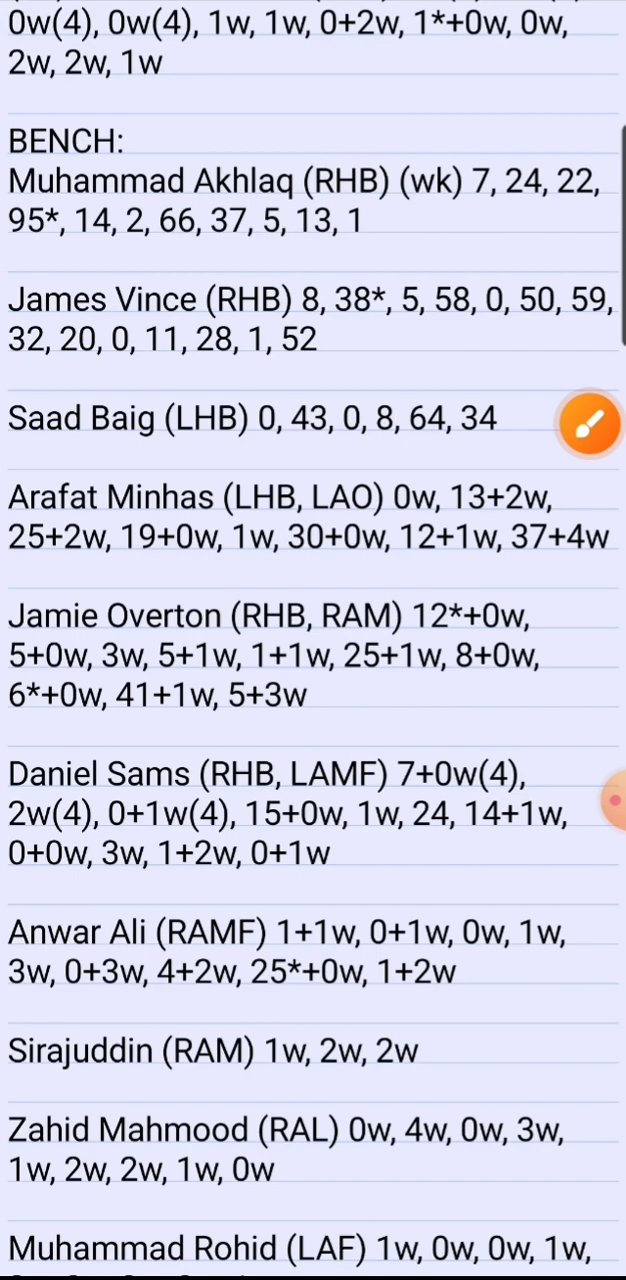 0w(4), 0w(4), 1w, 1w, 0+2w, 1*+0w, 0w,
2w, 2w, 1w
BENCH:
Muhammad Akhlaq (RHB) (wk) 7, 24, 22,
95*, 14, 2, 66, 37, 5, 13, 1
James Vince (RHB) 8, 38*, 5, 58, 0, 50, 59,
32, 20, 0, 11, 28, 1, 52
Saad Baig (LHB) 0, 43, 0, 8, 64, 34
Arafat Minhas (LHB, LAO) 0w, 13+2w,
25+2w, 19+0w, 1w, 30+0w, 12+1w, 37+4w
Jamie Overton (RHB, RAM) 12*+0w,
5+0w, 3w, 5+1w, 1+1w, 25+1w, 8+0w,
6*+0w, 41+1w, 5+3w
Daniel Sams (RHB, LAMF) 7+0w(4),
2w(4), 0+1w(4), 15+0w, 1w, 24, 14+1w,
0+0w, 3w, 1+2w, 0+1w
Anwar Ali (RAMF) 1+1w, 0+1w, 0w, 1w,
3w, 0+3w, 4+2w, 25*+0w, 1+2w
Sirajuddin (RAM) 1w, 2w, 2w
Zahid Mahmood (RAL) 0w, 4w, 0w, 3w,
1w, 2w, 2w, 1w, 0w
Muhammad Rohid (LAF) 1w, 0w, 0w, 1w,